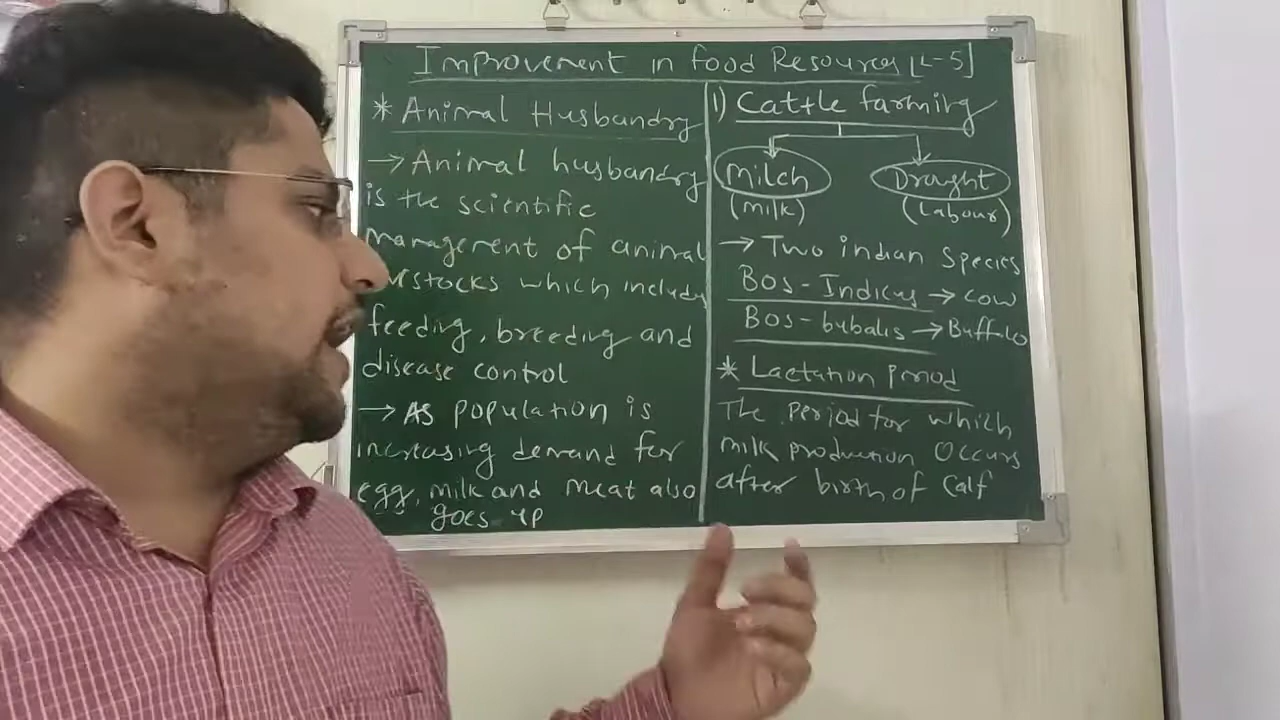 Improvement in food Resources [L-5]
* Animal Husbandry
→ Animal husbandry
is the scientific
management of animal
stocks which includes
feeding, breeding and
disease control
→ As population is
increasing demand for
egg, milk and meat also
goes up
1) Cattle farming
Milch Drought
(milk) (Labour)
→ Two indian Species
Bos-Indicus → cow
Bos-bubalis → Buffalo
* Lactation Period
The period for which
milk production occurs
after birth of calf